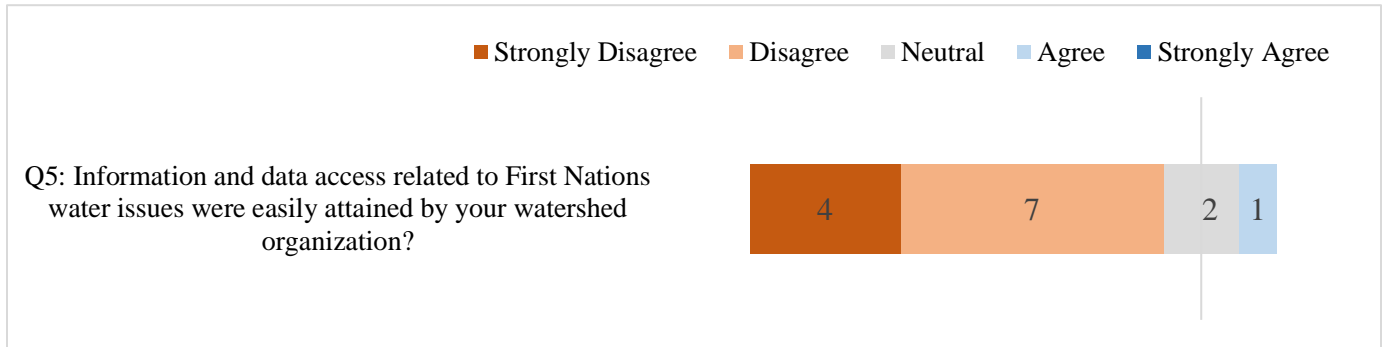 Strongly Disagree Disagree Neutral Agree Strongly Agree
Q5: Information and data access related to First Nations
water issues were easily attained by your watershed
organization?
4 7 2 1